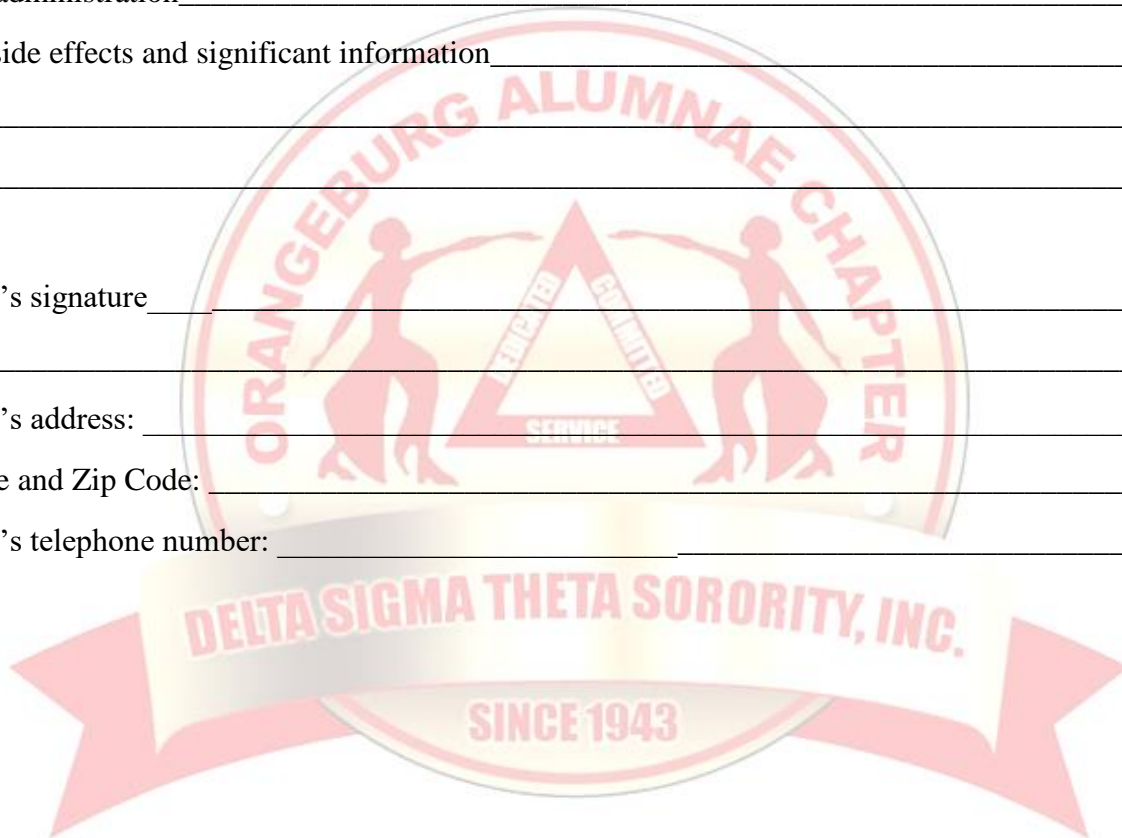 administration
side effects and significant information
's signature
's address:
e and Zip Code:
's telephone number:
ORANGEBURG ALUMNAE CHAPTER
DEDICATED
COMMITTED
SERVICE
DELTA SIGMA THETA SORORITY, INC.
SINCE 1943